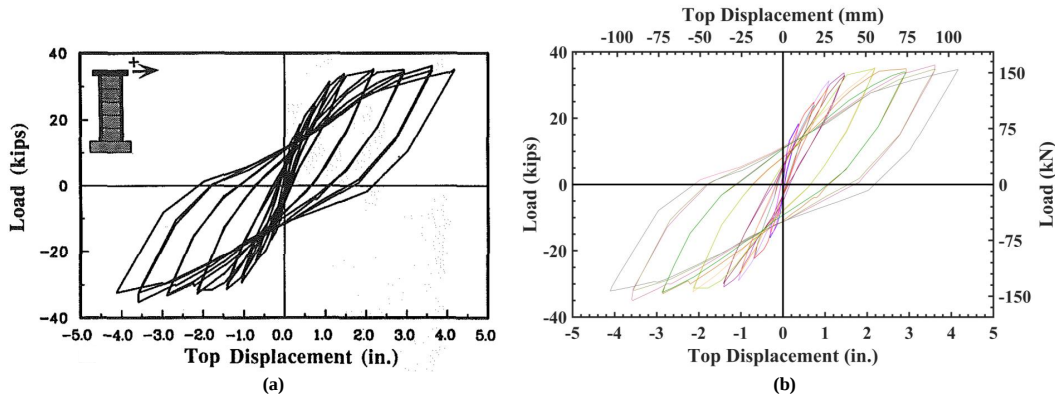 Top Displacement (mm)
-100 -75 -50 -25 0 25 50 75 100
40
20
0
-20
-40
Load (kips)
+
-5.0 -4.0 -3.0 -2.0 -1.0 0.0 1.0 2.0 3.0 4.0 5.0
Top Displacement (in.)
(a)
40
20
0
-20
-40
Load (kips)
150
75
0
-75
-150
Load (kN)
-5 -4 -3 -2 -1 0 1 2 3 4 5
Top Displacement (in.)
(b)